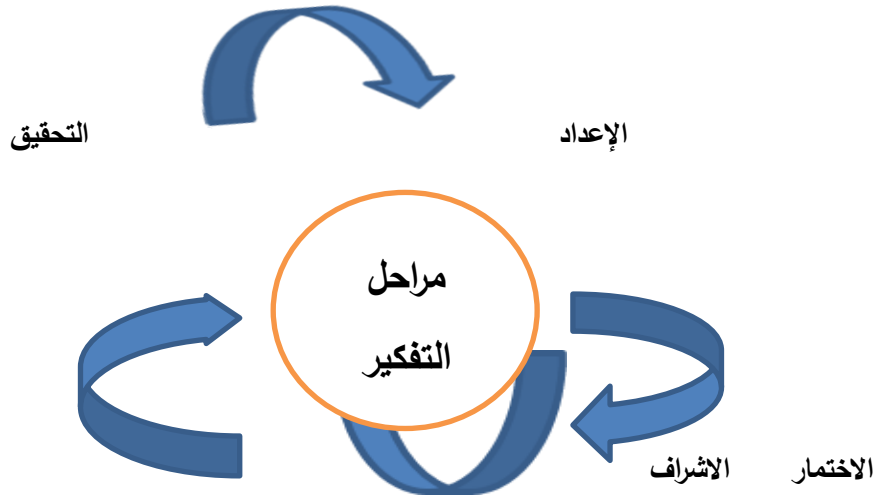 الإعداد
التحقيق
مراحل
التفكير
الاختمار
الاشراف